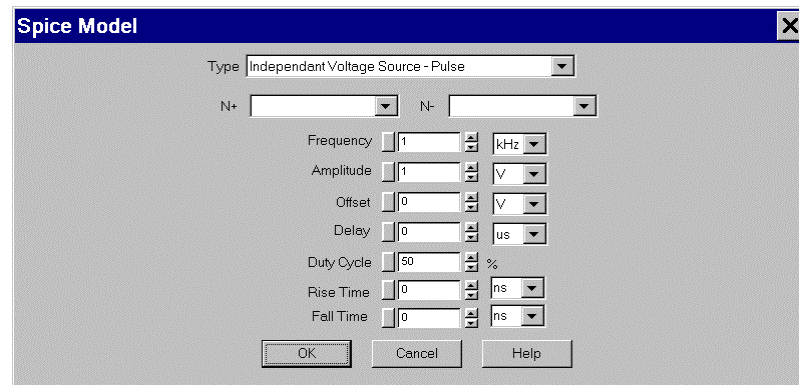 Spice Model
Type Independant Voltage Source - Pulse
N+ N-
Frequency 1 kHz
Amplitude 1 V
Offset 0 V
Delay 0 us
Duty Cycle 50 %
Rise Time 0 ns
Fall Time 0 ns
OK Cancel Help